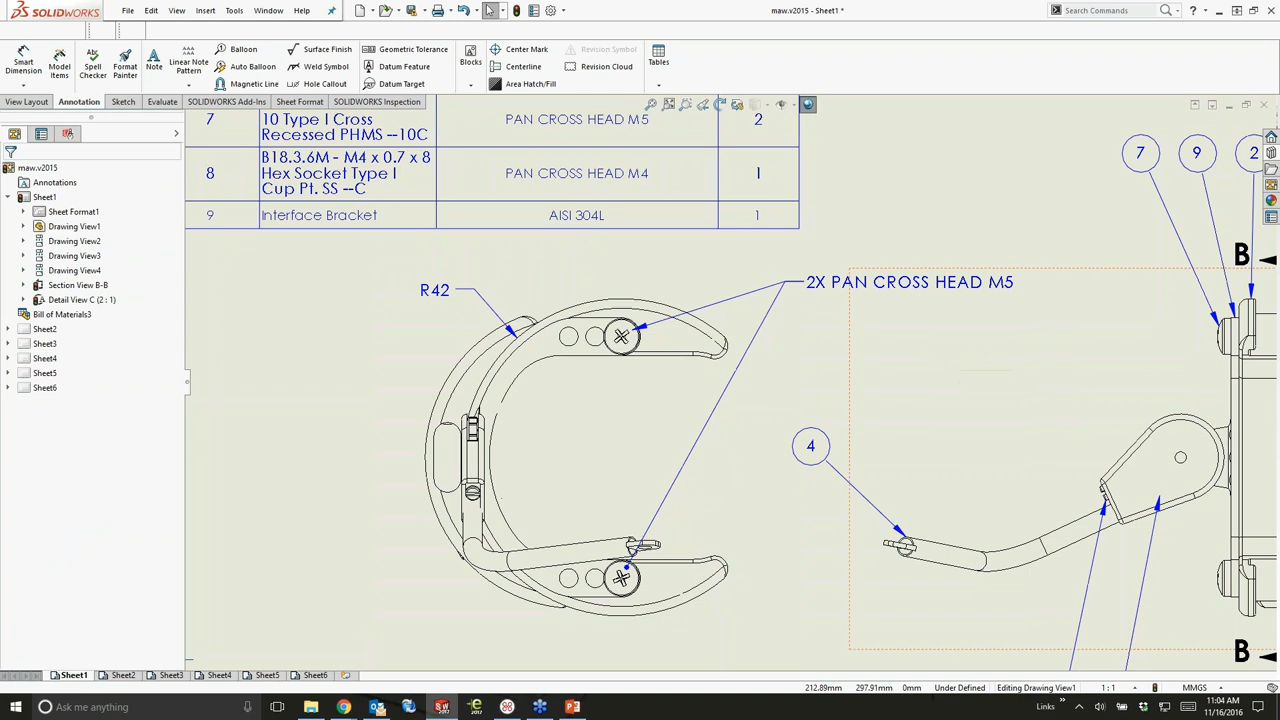 SOLIDWORKS
File
Edit
View
Insert
Tools
Window
Help
maw.v2015 - Sheet1 *
Search Commands
Smart Dimension
Model Items
Spell Checker
Format Painter
Note
Linear Note Pattern
Balloon
Auto Balloon
Magnetic Line
Surface Finish
Weld Symbol
Hole Callout
Geometric Tolerance
Datum Feature
Datum Target
Blocks
Center Mark
Centerline
Area Hatch/Fill
Revision Symbol
Revision Cloud
Tables
View Layout
Annotation
Sketch
Evaluate
SOLIDWORKS Add-Ins
Sheet Format
SOLIDWORKS Inspection
maw.v2015
Annotations
Sheet1
Sheet Format1
Drawing View1
Drawing View2
Drawing View3
Drawing View4
Section View B-B
Detail View C (2 : 1)
Bill of Materials3
Sheet2
Sheet3
Sheet4
Sheet5
Sheet6
7
10 Type I Cross
Recessed PHMS --10C
PAN CROSS HEAD M5
2
8
B18.3.6M - M4 x 0.7 x 8
Hex Socket Type I
Cup Pt. SS --C
PAN CROSS HEAD M4
1
9
Interface Bracket
AISI 304L
1
7
9
2
B
R42
2X PAN CROSS HEAD M5
4
B
Sheet1
Sheet2
Sheet3
Sheet4
Sheet5
Sheet6
212.89mm
297.91mm
0mm
Under Defined
Editing Drawing View1
1 : 1
MMGS
Ask me anything
Links
11:04 AM
11/16/2016